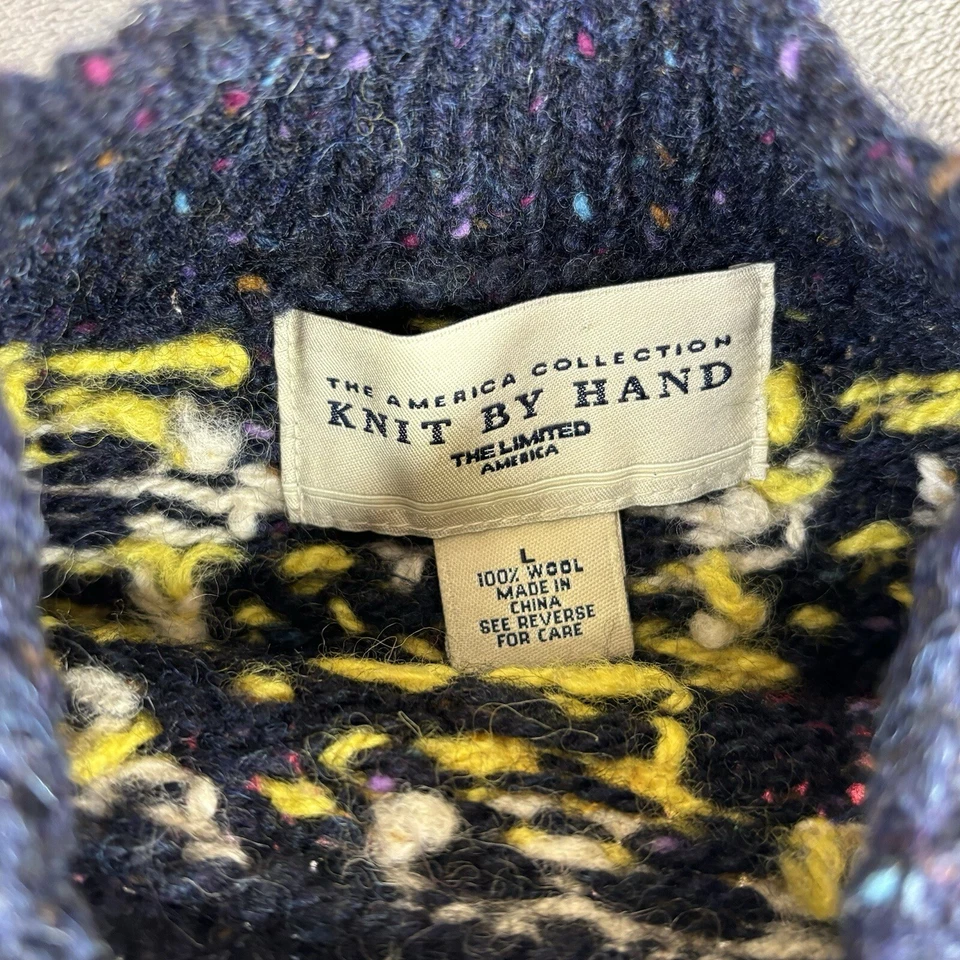 THE AMERICA COLLECTION
KNIT BY HAND
THE LIMITED
AMERICA
L
100% WOOL
MADE IN
CHINA
SEE REVERSE
FOR CARE